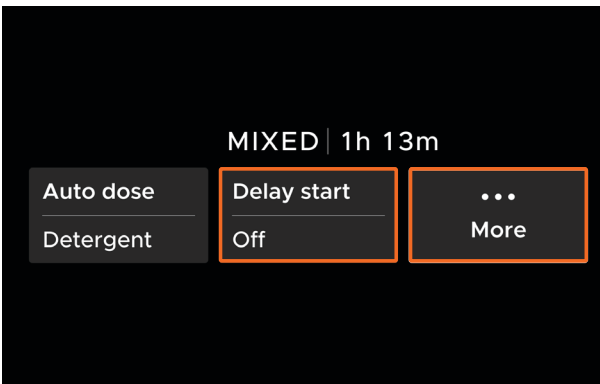 MIXED | 1h 13m
Auto dose
Detergent
Delay start
Off
More